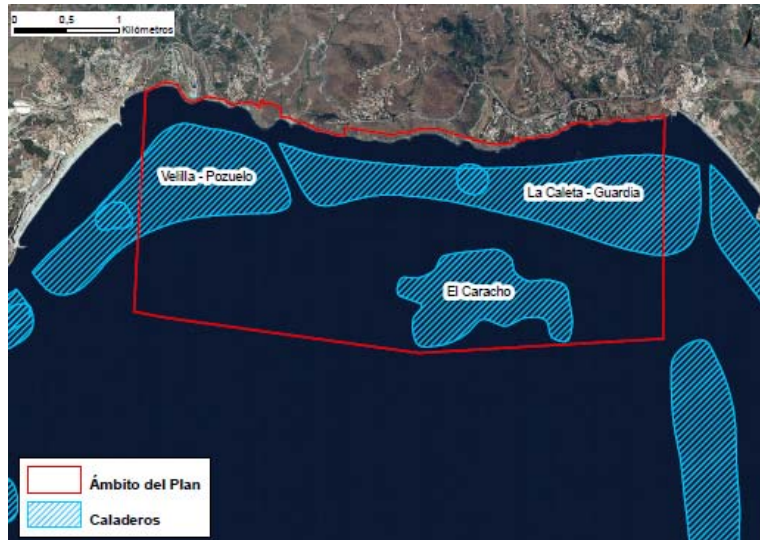 0 0,5 1
Kilómetros
Velilla - Pozuelo
La Caleta - Guardia
El Caracho
Ámbito del Plan
Caladeros